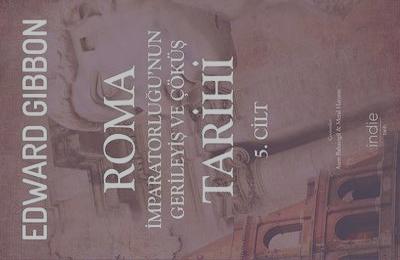 EDWARD GIBBON
ROMA
İMPARATORLUĞU'NUN
GERİLEYİŞ VE ÇÖKÜŞ
TARİHİ
5. CİLT
indie